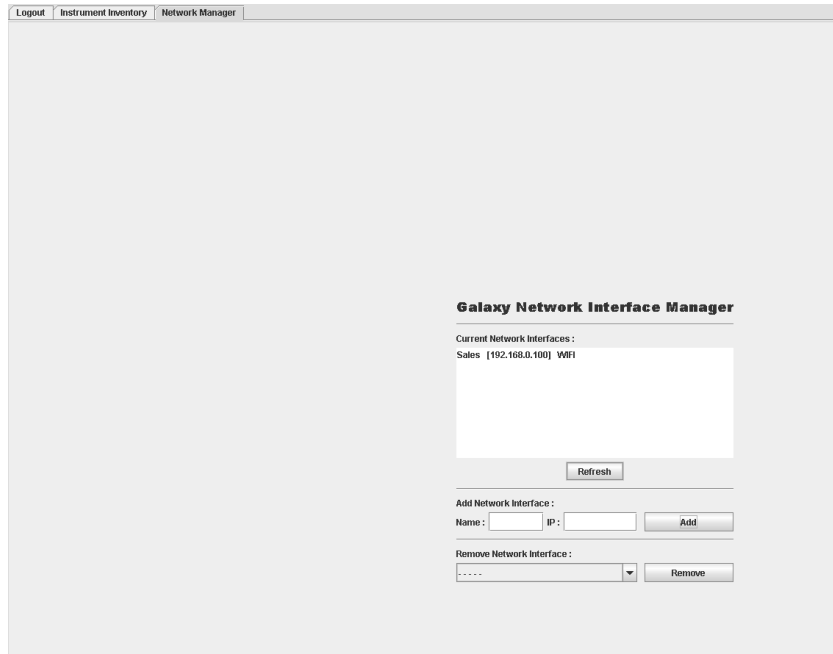 Logout Instrument Inventory Network Manager
Galaxy Network Interface Manager
Current Network Interfaces :
Sales [192.168.0.100] WIFI
Refresh
Add Network Interface :
Name : IP : Add
Remove Network Interface :
- - - - - Remove